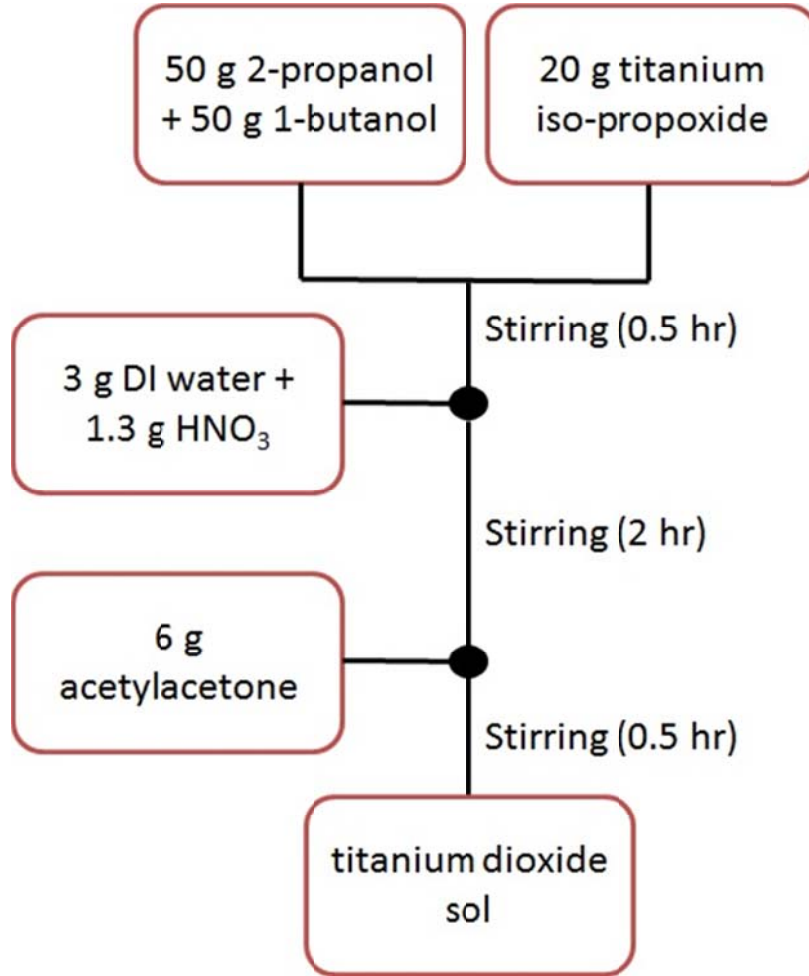 50 g 2-propanol
+ 50 g 1-butanol
20 g titanium
iso-propoxide
Stirring (0.5 hr)
3 g DI water +
1.3 g HNO₃
Stirring (2 hr)
6 g
acetylacetone
Stirring (0.5 hr)
titanium dioxide
sol